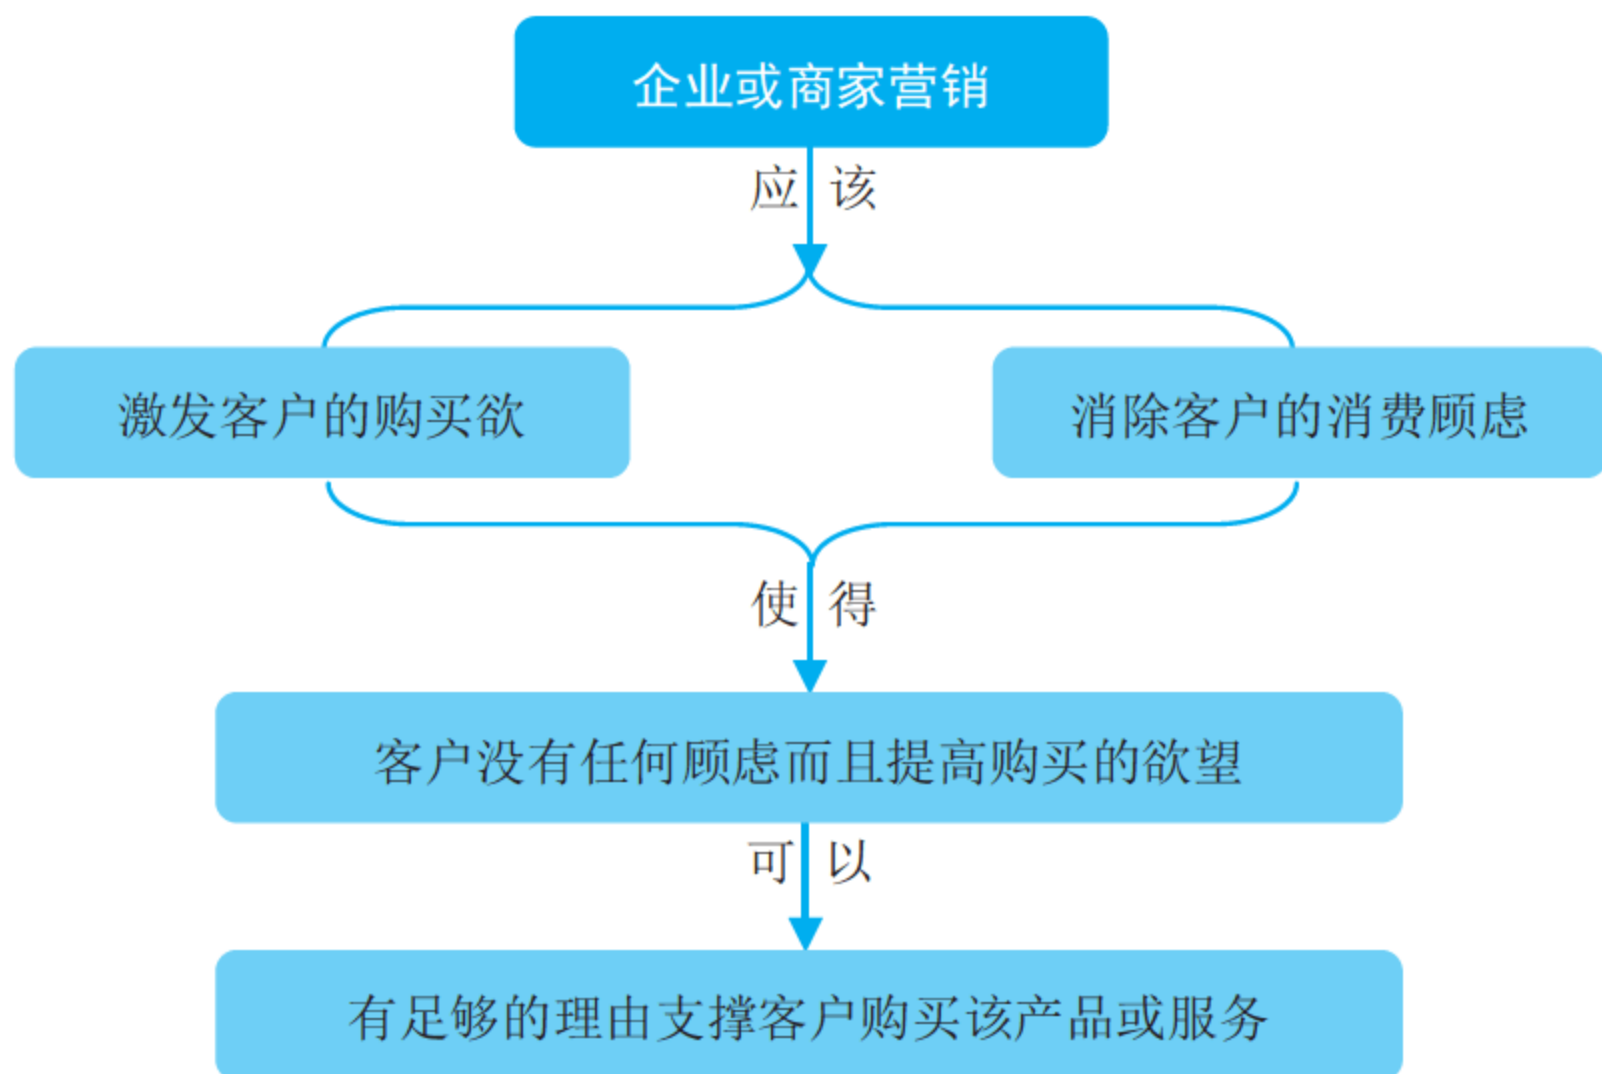 企业或商家营销
应该
激发客户的购买欲
消除客户的消费顾虑
使得
客户没有任何顾虑而且提高购买的欲望
可以
有足够的理由支撑客户购买该产品或服务